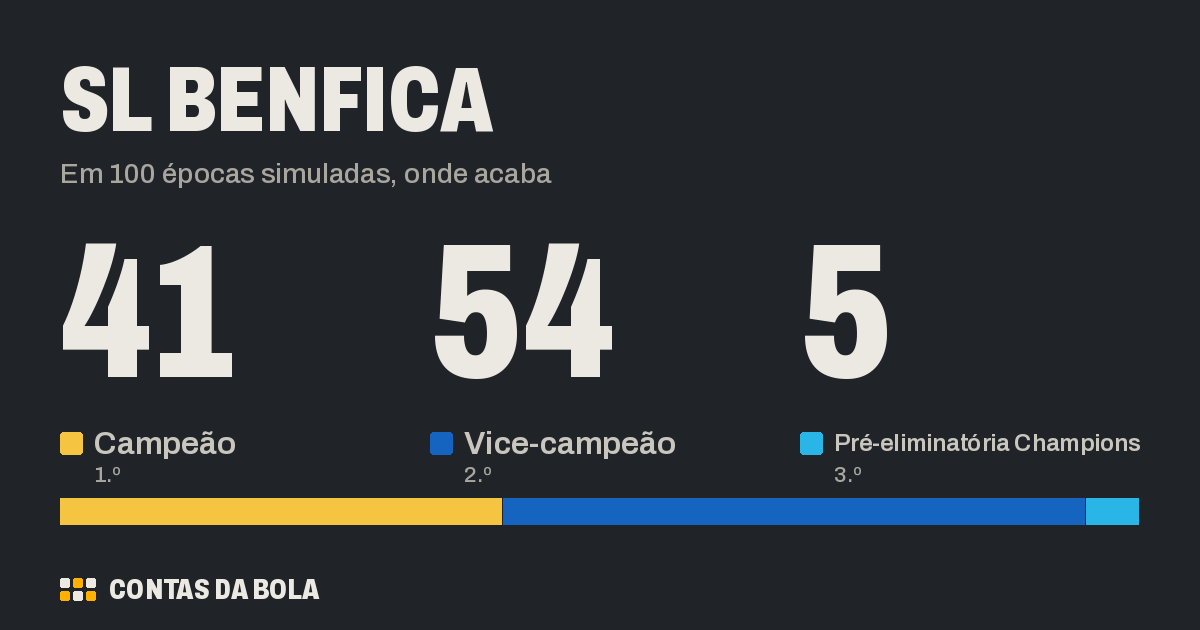 SL BENFICA
Em 100 épocas simuladas, onde acaba
41 54 5
Campeão Vice-campeão Pré-eliminatória Champions
1.º 2.º 3.º
CONTAS DA BOLA